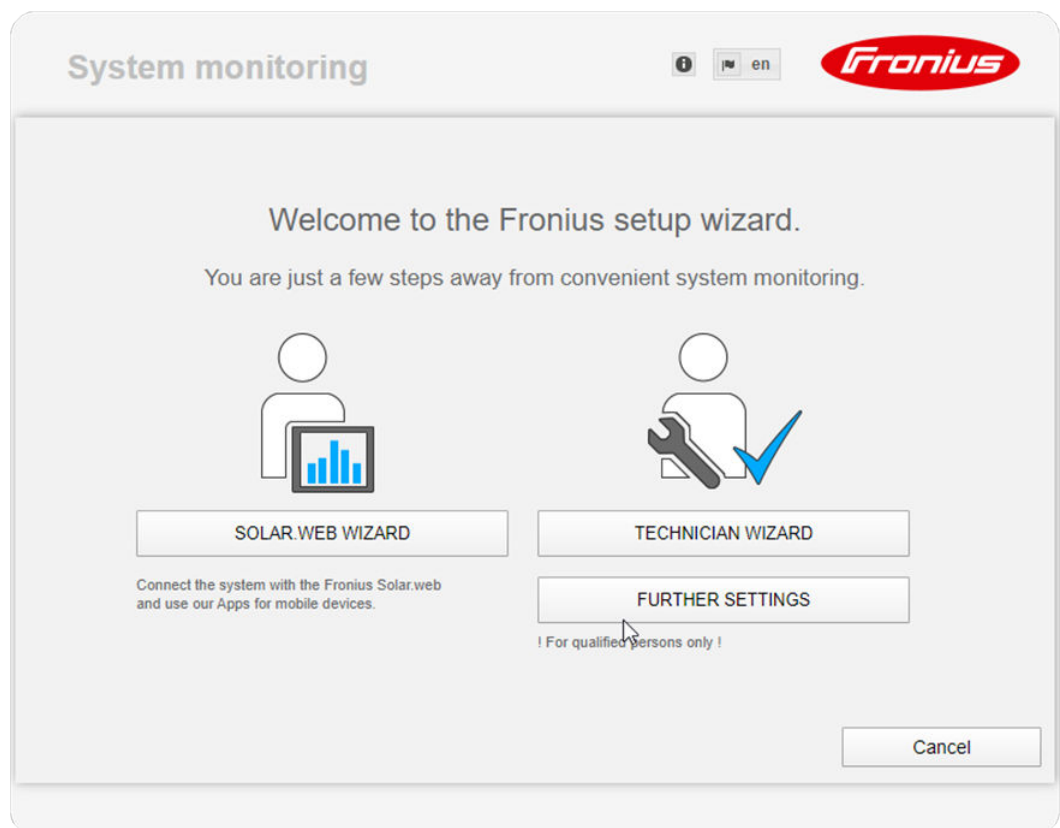 System monitoring
en
Fronius
Welcome to the Fronius setup wizard.
You are just a few steps away from convenient system monitoring.
SOLAR.WEB WIZARD
Connect the system with the Fronius Solar.web
and use our Apps for mobile devices.
TECHNICIAN WIZARD
FURTHER SETTINGS
! For qualified persons only !
Cancel